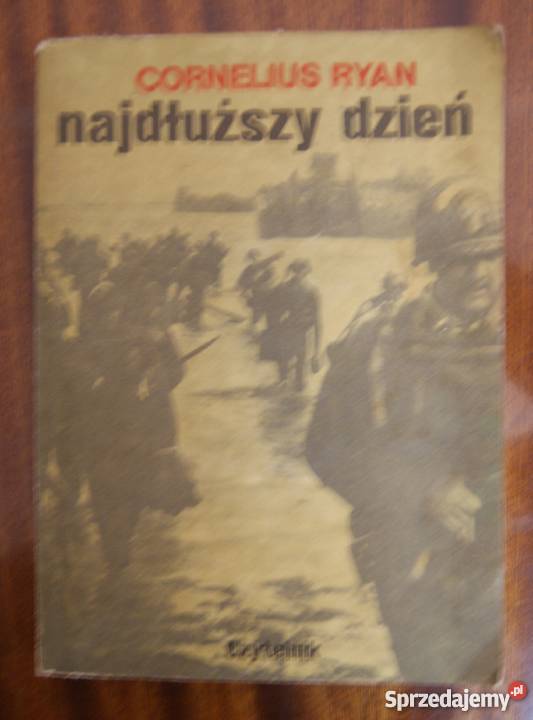 CORNELIUS RYAN
najdłuższy dzień
Czytelnik
Sprzedajemy.pl